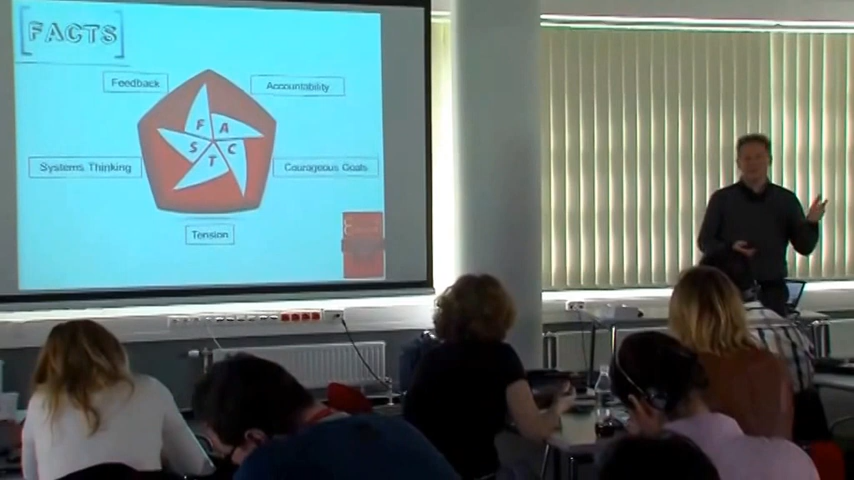 FACTS
Feedback
Accountability
F A
S C
T
Systems Thinking
Courageous Goals
Tension